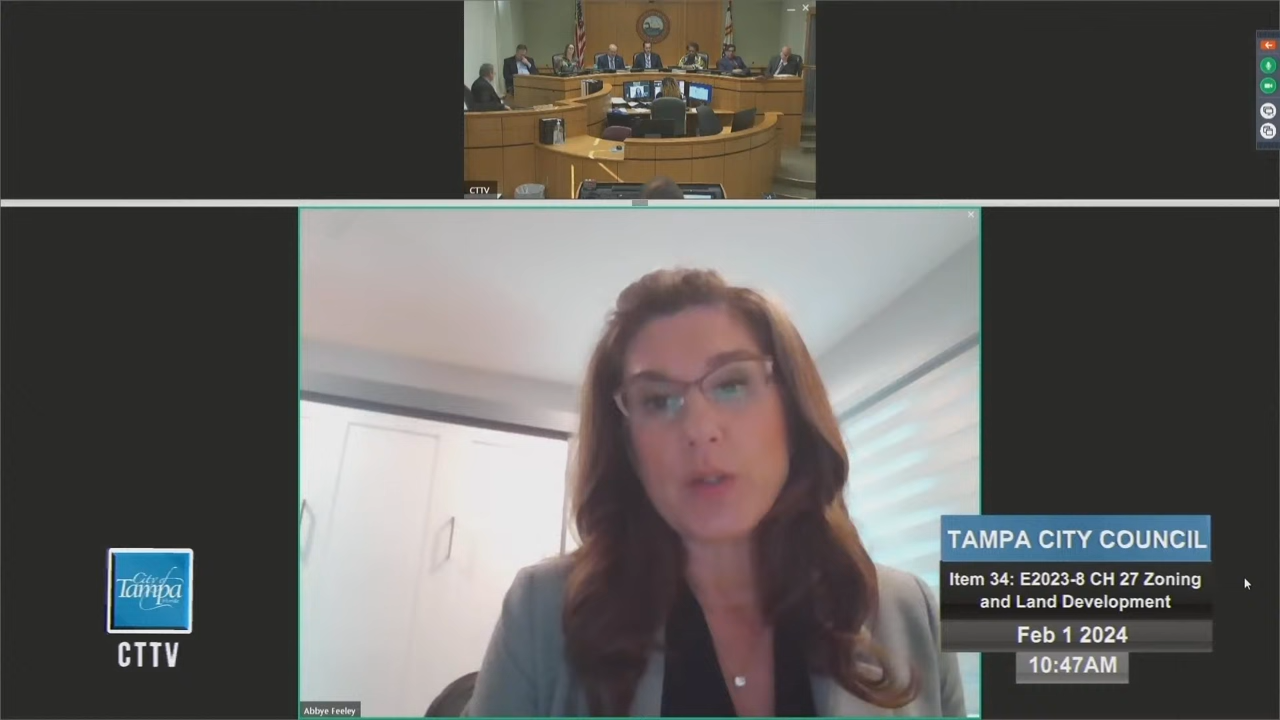 CTTV
City of
Tampa
CTTV
TAMPA CITY COUNCIL
Item 34: E2023-8 CH 27 Zoning
and Land Development
Feb 1 2024
10:47AM
Abbye Feeley